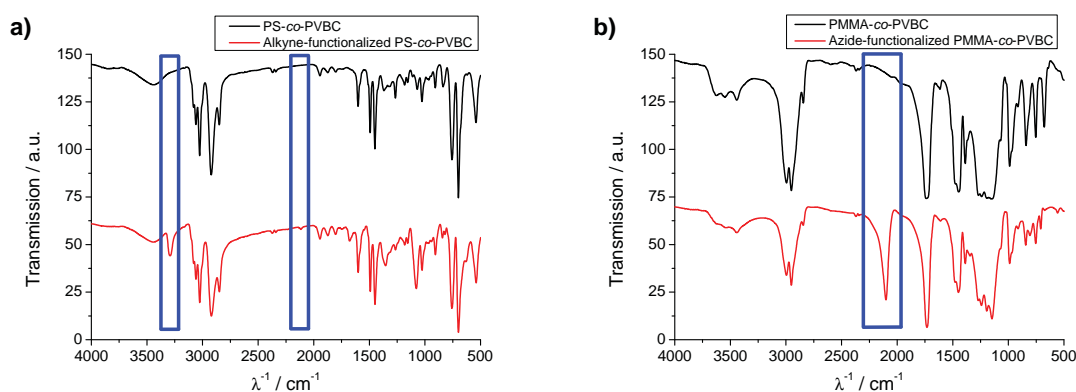 a)
PS-co-PVBC
Alkyne-functionalized PS-co-PVBC
150
125
100
75
50
25
0
Transmission / a.u.
4000 3500 3000 2500 2000 1500 1000 500
λ⁻¹ / cm⁻¹
b)
PMMA-co-PVBC
Azide-functionalized PMMA-co-PVBC
150
125
100
75
50
25
0
Transmission / a.u.
4000 3500 3000 2500 2000 1500 1000 500
λ⁻¹ / cm⁻¹